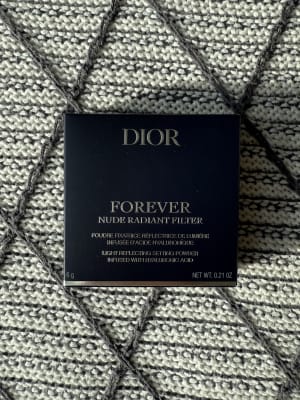 DIOR
FOREVER
NUDE RADIANT FILTER
POUDRE FIXATRICE RÉFLECTRICE DE LUMIÈRE
INFUSÉE D'ACIDE HYALURONIQUE
LIGHT REFLECTING SETTING POWDER
INFUSED WITH HYALURONIC ACID
6 g NET WT. 0.21 OZ